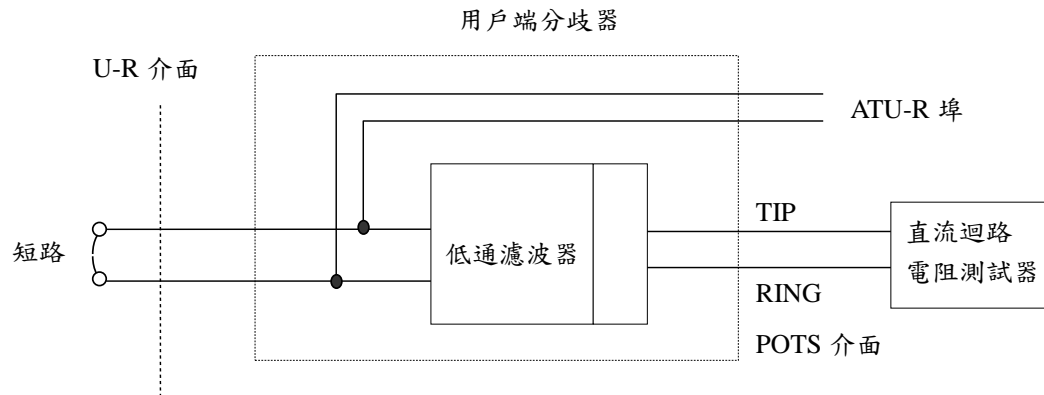 用戶端分歧器
U-R 介面
ATU-R 埠
短路
低通濾波器
TIP
RING
POTS 介面
直流迴路
電阻測試器